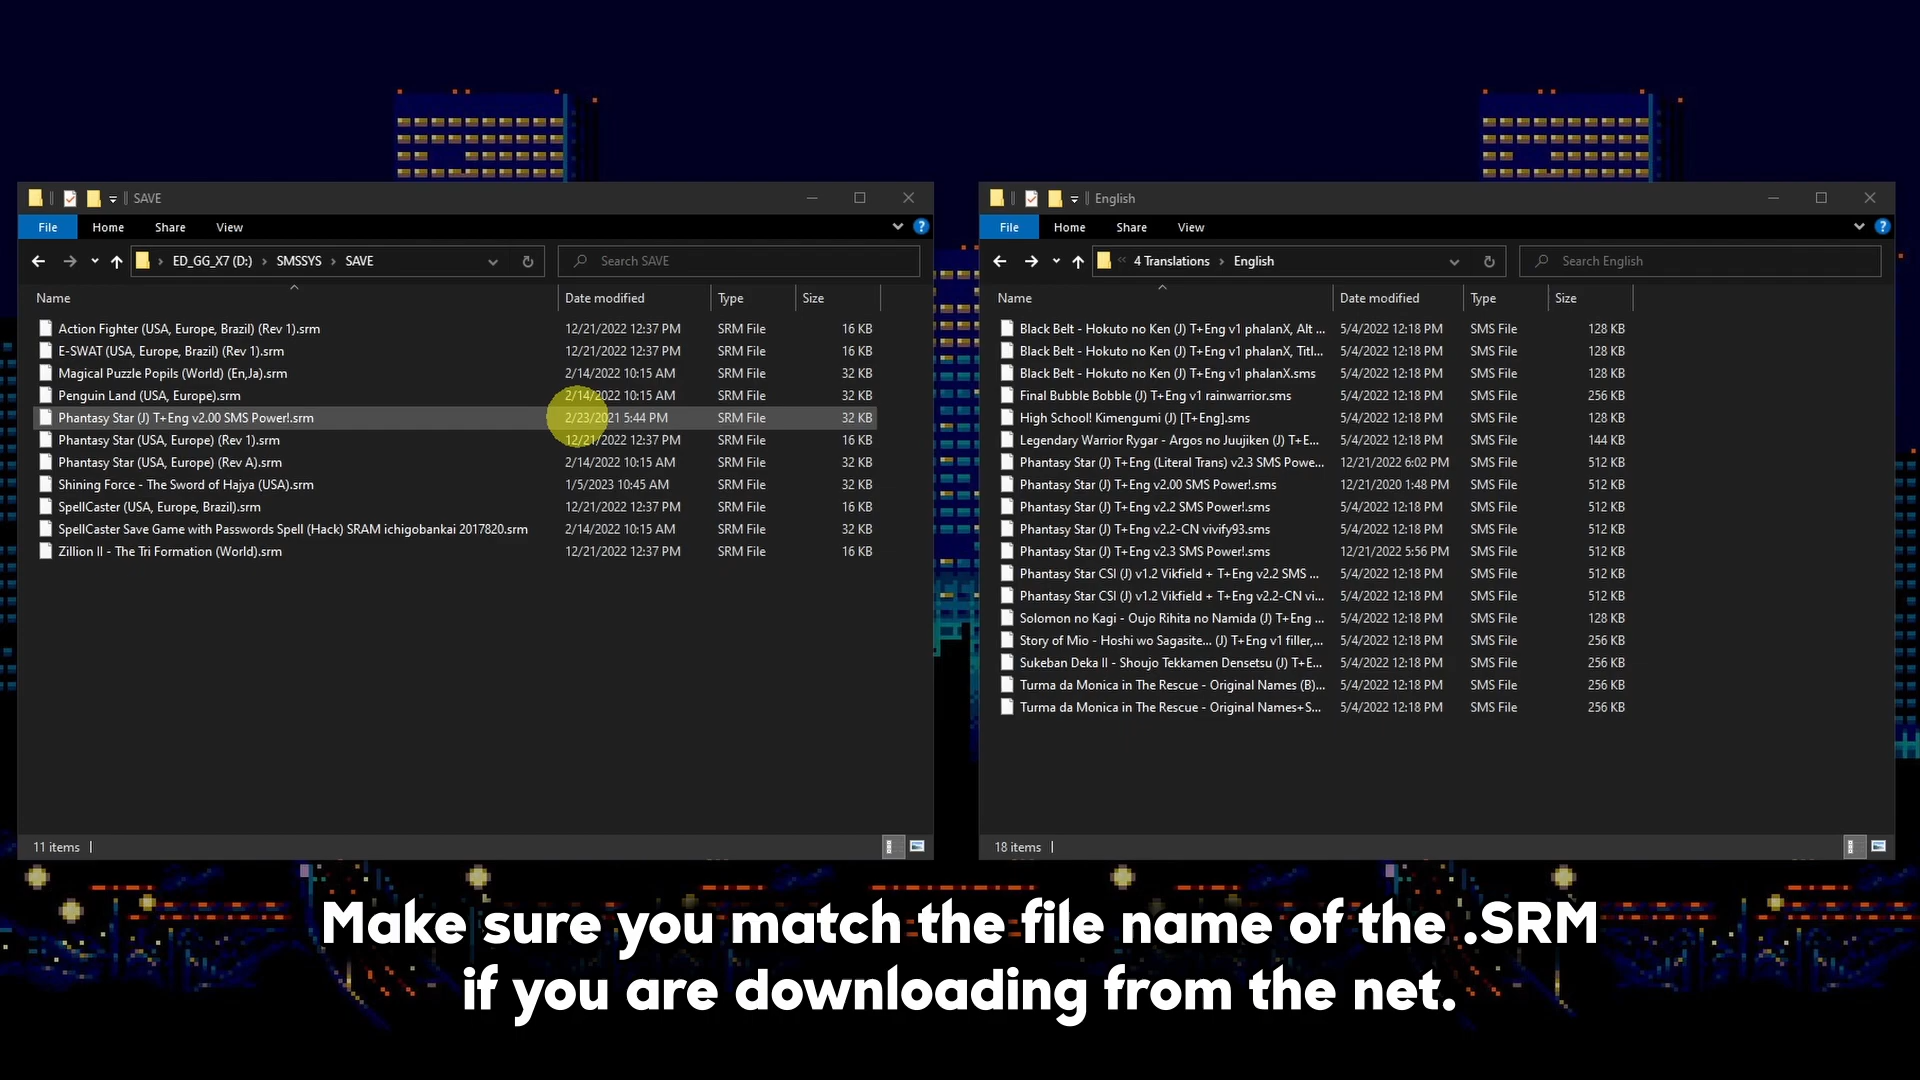 SAVE
File Home Share View
ED_GG_X7 (D:) SMSSYS SAVE Search SAVE
Name Date modified Type Size
Action Fighter (USA, Europe, Brazil) (Rev 1).srm 12/21/2022 12:37 PM SRM File 16 KB
E-SWAT (USA, Europe, Brazil) (Rev 1).srm 12/21/2022 12:37 PM SRM File 16 KB
Magical Puzzle Popils (World) (En,Ja).srm 2/14/2022 10:15 AM SRM File 32 KB
Penguin Land (USA, Europe).srm 2/14/2022 10:15 AM SRM File 32 KB
Phantasy Star (J) T+Eng v2.00 SMS Power!.srm 2/23/2021 5:44 PM SRM File 32 KB
Phantasy Star (USA, Europe) (Rev 1).srm 12/21/2022 12:37 PM SRM File 16 KB
Phantasy Star (USA, Europe) (Rev A).srm 2/14/2022 10:15 AM SRM File 32 KB
Shining Force - The Sword of Hajya (USA).srm 1/5/2023 10:45 AM SRM File 32 KB
SpellCaster (USA, Europe, Brazil).srm 12/21/2022 12:37 PM SRM File 16 KB
SpellCaster Save Game with Passwords Spell (Hack) SRAM ichigobankai 2017820.srm 2/14/2022 10:15 AM SRM File 32 KB
Zillion II - The Tri Formation (World).srm 12/21/2022 12:37 PM SRM File 16 KB
11 items
English
File Home Share View
4 Translations English Search English
Name Date modified Type Size
Black Belt - Hokuto no Ken (J) T+Eng v1 phalanX, Alt ... 5/4/2022 12:18 PM SMS File 128 KB
Black Belt - Hokuto no Ken (J) T+Eng v1 phalanX, Titl... 5/4/2022 12:18 PM SMS File 128 KB
Black Belt - Hokuto no Ken (J) T+Eng v1 phalanX.sms 5/4/2022 12:18 PM SMS File 128 KB
Final Bubble Bobble (J) T+Eng v1 rainwarrior.sms 5/4/2022 12:18 PM SMS File 256 KB
High School! Kimengumi (J) [T+Eng].sms 5/4/2022 12:18 PM SMS File 128 KB
Legendary Warrior Rygar - Argos no Juujiken (J) T+E... 5/4/2022 12:18 PM SMS File 144 KB
Phantasy Star (J) T+Eng (Literal Trans) v2.3 SMS Powe... 12/21/2022 6:02 PM SMS File 512 KB
Phantasy Star (J) T+Eng v2.00 SMS Power!.sms 12/21/2020 1:48 PM SMS File 512 KB
Phantasy Star (J) T+Eng v2.2 SMS Power!.sms 5/4/2022 12:18 PM SMS File 512 KB
Phantasy Star (J) T+Eng v2.2-CN vivify93.sms 5/4/2022 12:18 PM SMS File 512 KB
Phantasy Star (J) T+Eng v2.3 SMS Power!.sms 12/21/2022 5:56 PM SMS File 512 KB
Phantasy Star CSI (J) v1.2 Vikfield + T+Eng v2.2 SMS ... 5/4/2022 12:18 PM SMS File 512 KB
Phantasy Star CSI (J) v1.2 Vikfield + T+Eng v2.2-CN vi... 5/4/2022 12:18 PM SMS File 512 KB
Solomon no Kagi - Oujo Rihita no Namida (J) T+Eng ... 5/4/2022 12:18 PM SMS File 128 KB
Story of Mio - Hoshi wo Sagasite... (J) T+Eng v1 filler,... 5/4/2022 12:18 PM SMS File 256 KB
Sukeban Deka II - Shoujo Tekkamen Densetsu (J) T+E... 5/4/2022 12:18 PM SMS File 256 KB
Turma da Monica in The Rescue - Original Names (B)... 5/4/2022 12:18 PM SMS File 256 KB
Turma da Monica in The Rescue - Original Names+S... 5/4/2022 12:18 PM SMS File 256 KB
18 items
Make sure you match the file name of the .SRM
if you are downloading from the net.